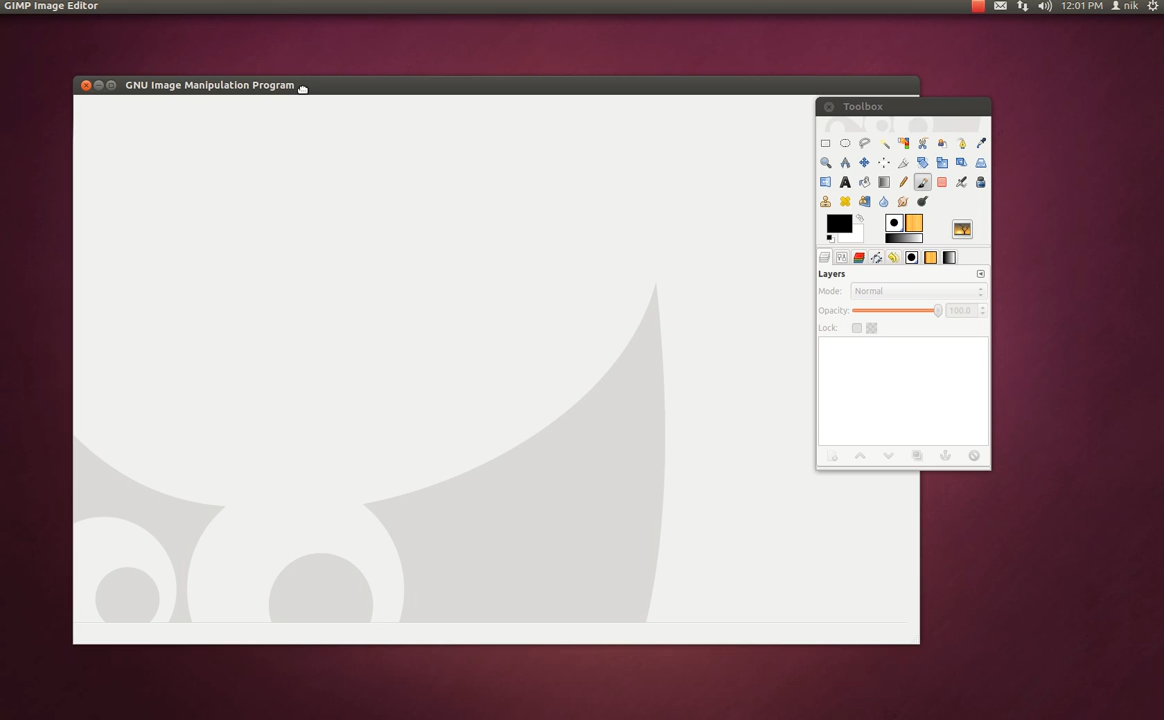 GIMP Image Editor
12:01 PM nik
GNU Image Manipulation Program
Toolbox
Layers
Mode: Normal
Opacity: 100.0
Lock: